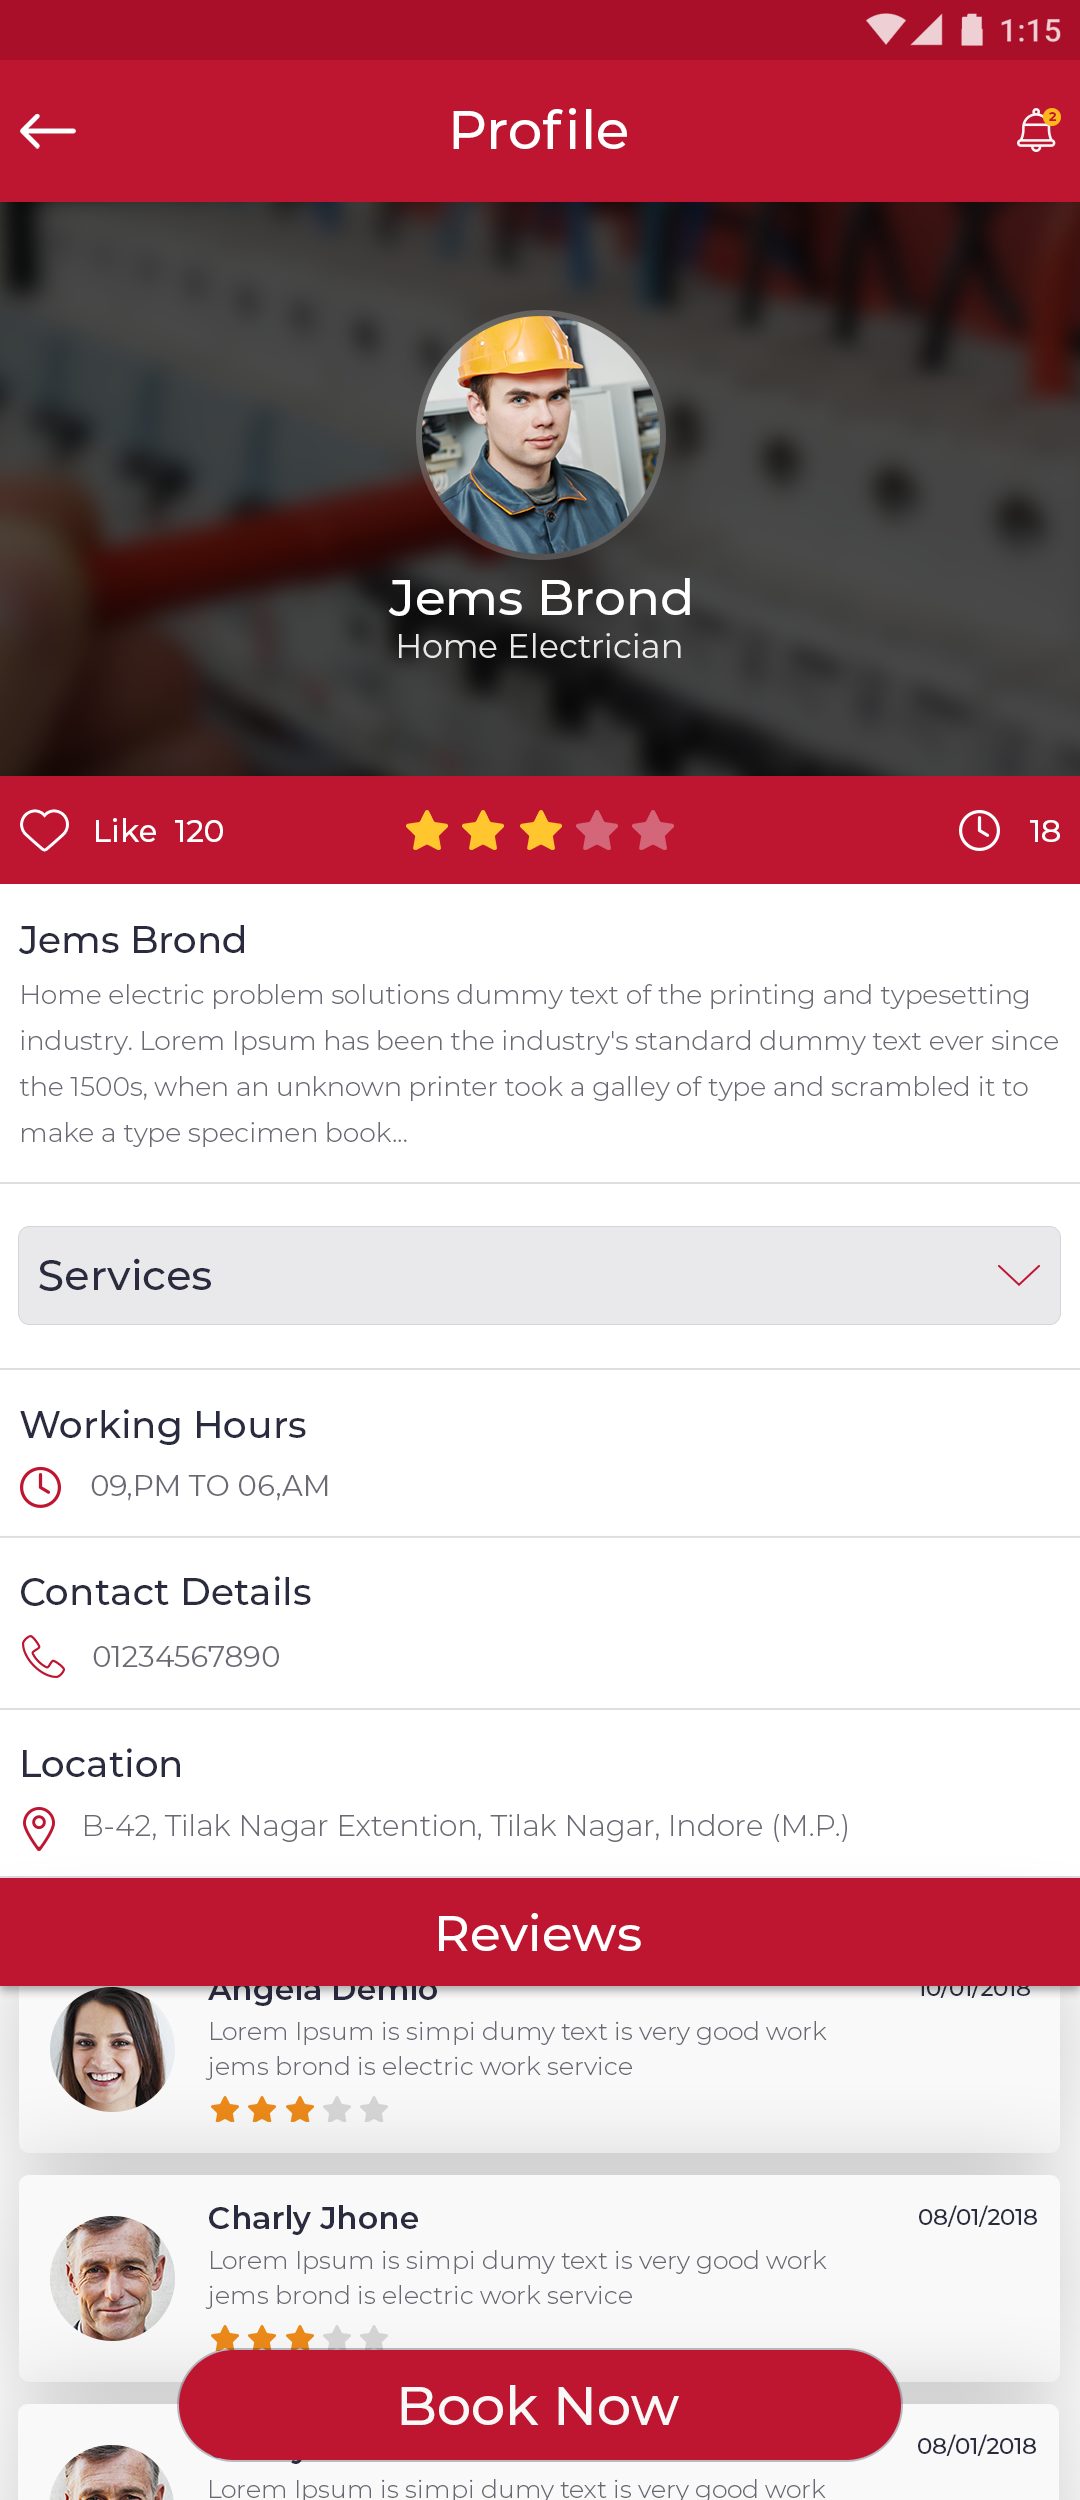 1:15
Profile
2
Jems Brond
Home Electrician
Like 120
18
Jems Brond
Home electric problem solutions dummy text of the printing and typesetting
industry. Lorem Ipsum has been the industry's standard dummy text ever since
the 1500s, when an unknown printer took a galley of type and scrambled it to
make a type specimen book...
Services
Working Hours
09,PM TO 06,AM
Contact Details
01234567890
Location
B-42, Tilak Nagar Extention, Tilak Nagar, Indore (M.P.)
Reviews
Angela Demio 10/01/2018
Lorem Ipsum is simpi dumy text is very good work
jems brond is electric work service
Charly Jhone 08/01/2018
Lorem Ipsum is simpi dumy text is very good work
jems brond is electric work service
Book Now
08/01/2018
Lorem Ipsum is simpi dumy text is very good work